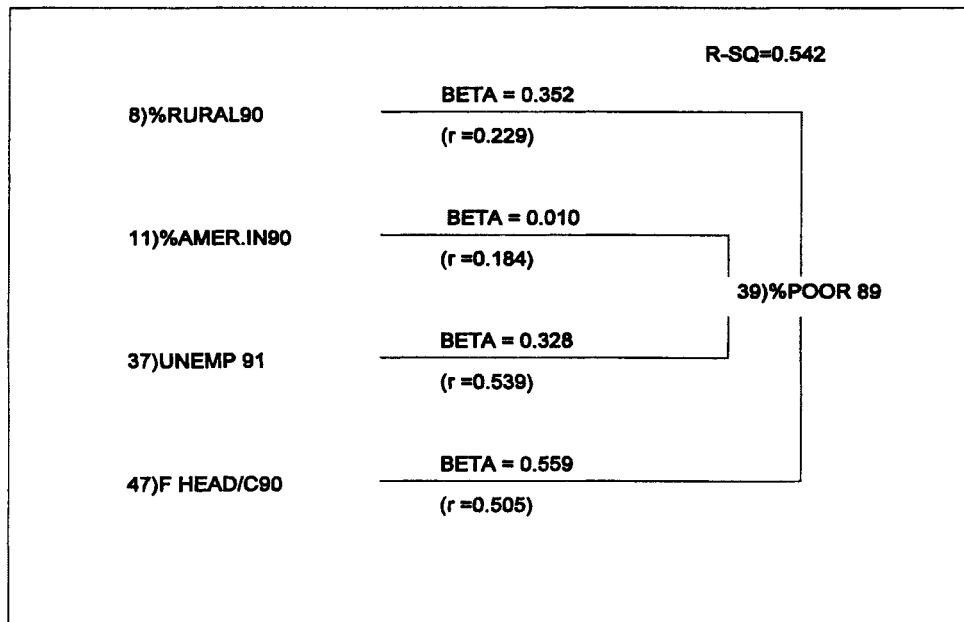 R-SQ=0.542
8)%RURAL90
BETA = 0.352
(r =0.229)
11)%AMER.IN90
BETA = 0.010
(r =0.184)
39)%POOR 89
37)UNEMP 91
BETA = 0.328
(r =0.539)
47)F HEAD/C90
BETA = 0.559
(r =0.505)